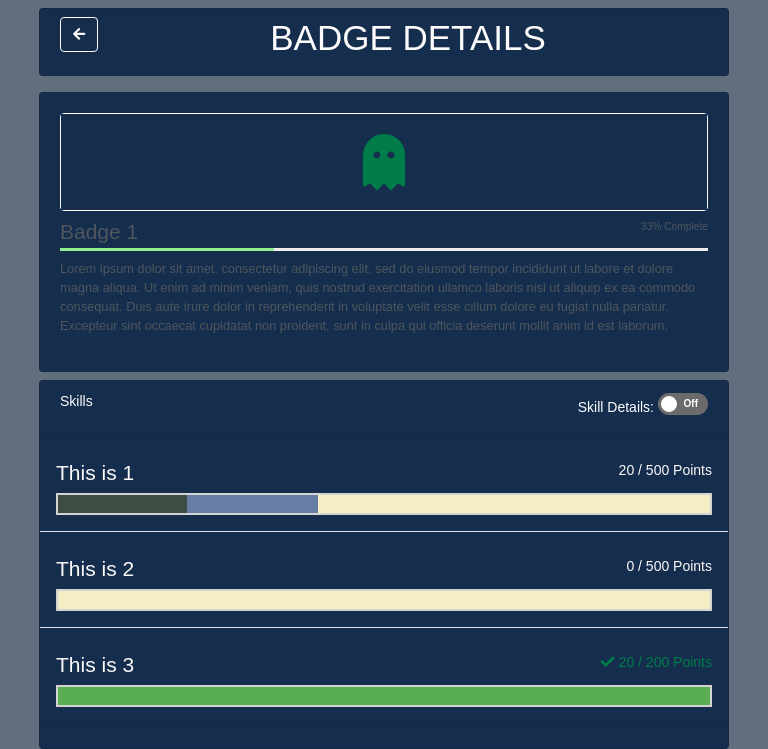 BADGE DETAILS
Badge 1
33% Complete
Lorem ipsum dolor sit amet, consectetur adipiscing elit, sed do eiusmod tempor incididunt ut labore et dolore
magna aliqua. Ut enim ad minim veniam, quis nostrud exercitation ullamco laboris nisi ut aliquip ex ea commodo
consequat. Duis aute irure dolor in reprehenderit in voluptate velit esse cillum dolore eu fugiat nulla pariatur.
Excepteur sint occaecat cupidatat non proident, sunt in culpa qui officia deserunt mollit anim id est laborum.
Skills
Skill Details: Off
This is 1
20 / 500 Points
This is 2
0 / 500 Points
This is 3
20 / 200 Points